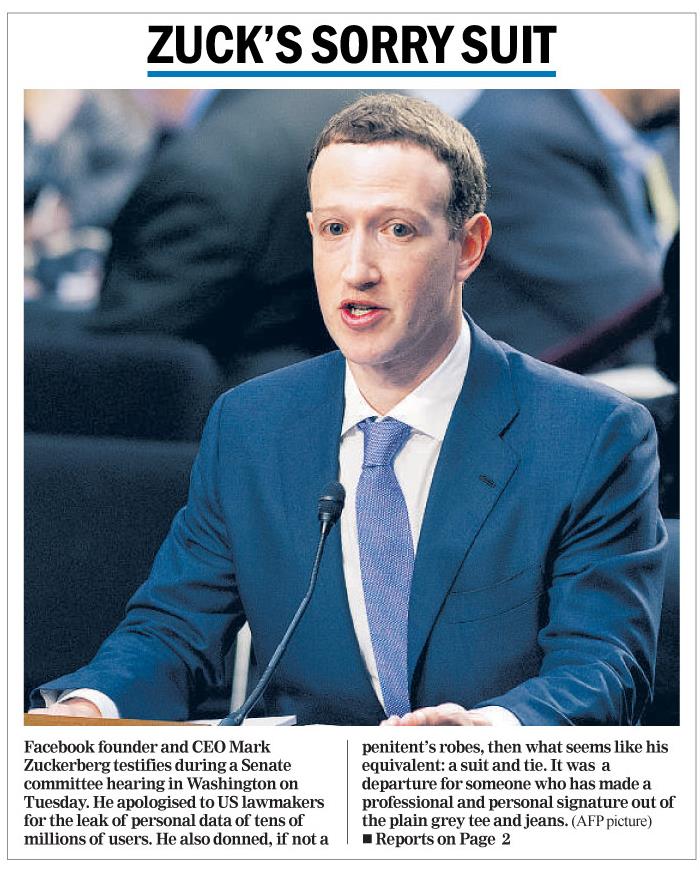 ZUCK'S SORRY SUIT
Facebook founder and CEO Mark
Zuckerberg testifies during a Senate
committee hearing in Washington on
Tuesday. He apologised to US lawmakers
for the leak of personal data of tens of
millions of users. He also donned, if not a
penitent's robes, then what seems like his
equivalent: a suit and tie. It was a
departure for someone who has made a
professional and personal signature out of
the plain grey tee and jeans. (AFP picture)
■ Reports on Page 2